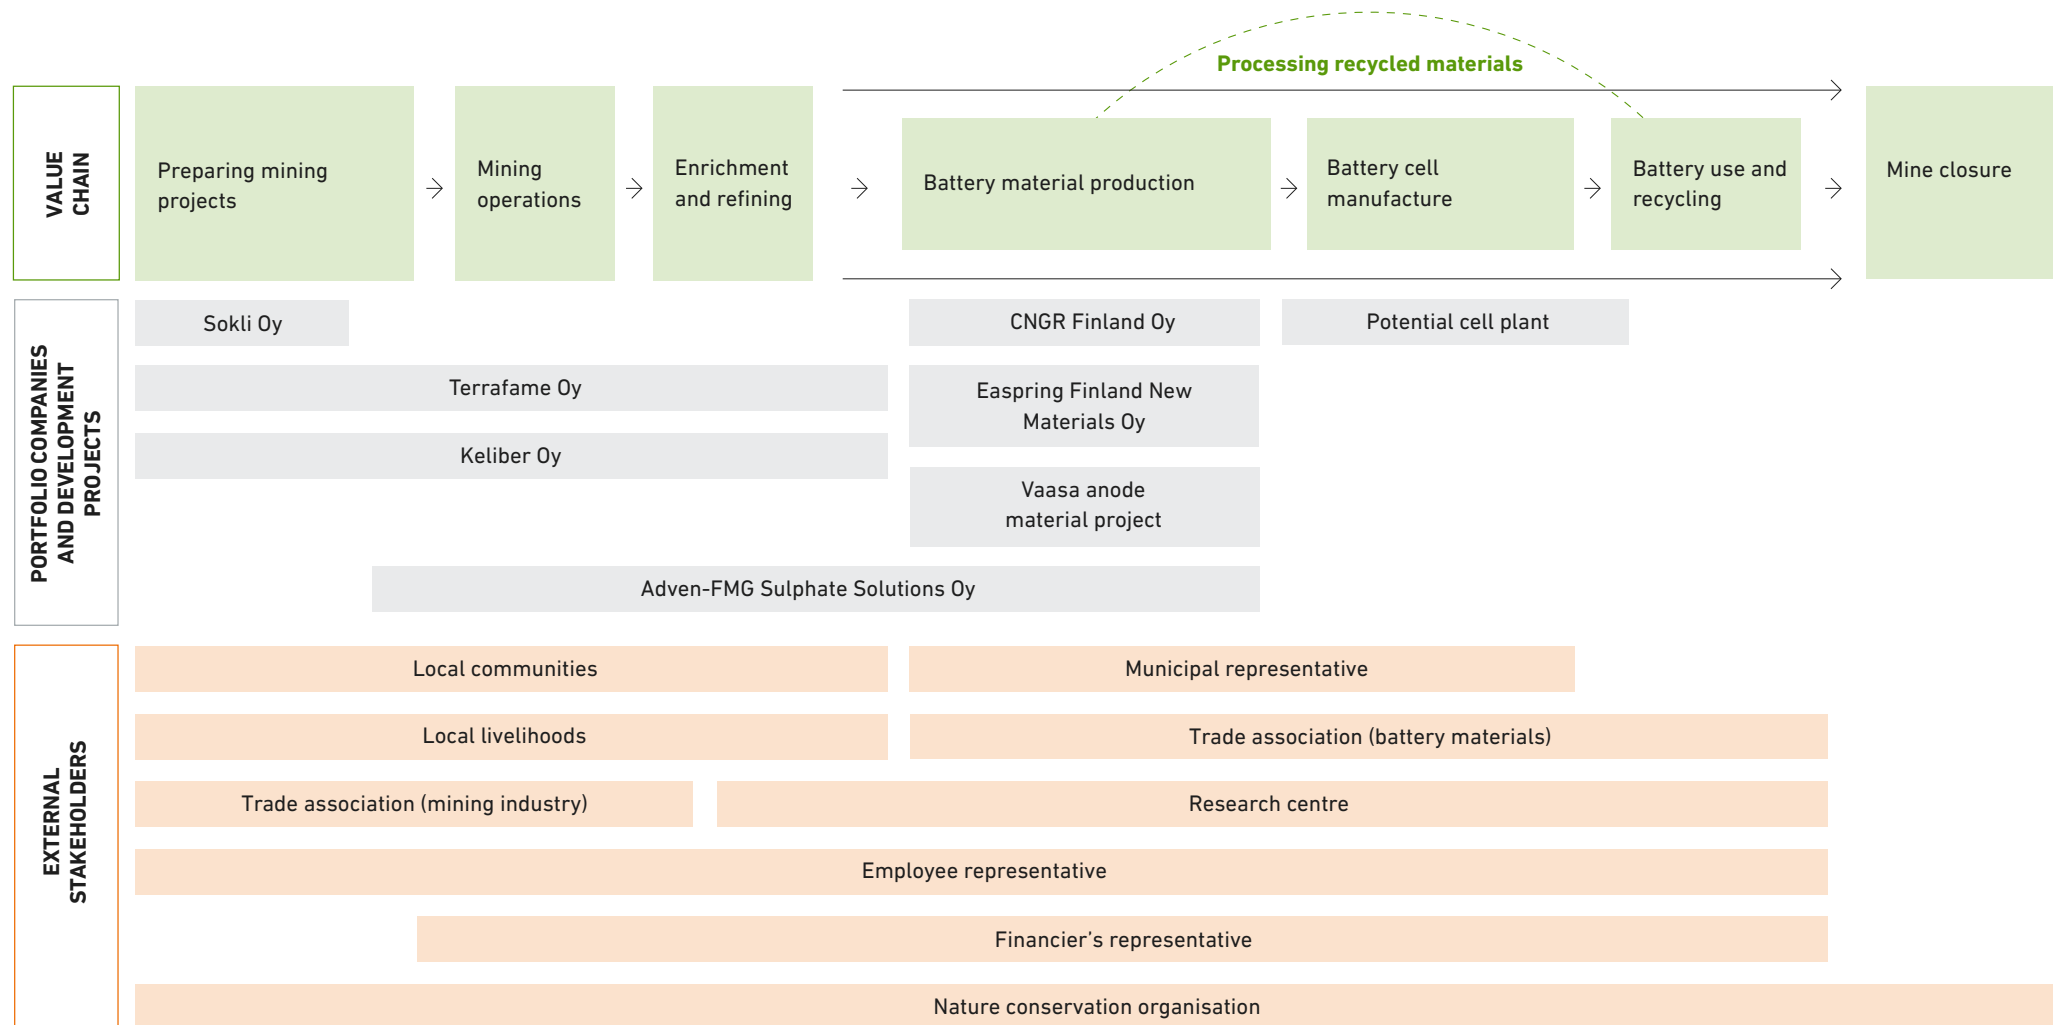 Processing recycled materials
VALUE
CHAIN
Preparing mining
projects
Mining
operations
Enrichment
and refining
Battery material production
Battery cell
manufacture
Battery use and
recycling
Mine closure
PORTFOLIO COMPANIES
AND DEVELOPMENT
PROJECTS
Sokli Oy
CNGR Finland Oy
Potential cell plant
Terrafame Oy
Easpring Finland New
Materials Oy
Keliber Oy
Vaasa anode
material project
Adven-FMG Sulphate Solutions Oy
EXTERNAL
STAKEHOLDERS
Local communities
Municipal representative
Local livelihoods
Trade association (battery materials)
Trade association (mining industry)
Research centre
Employee representative
Financier's representative
Nature conservation organisation